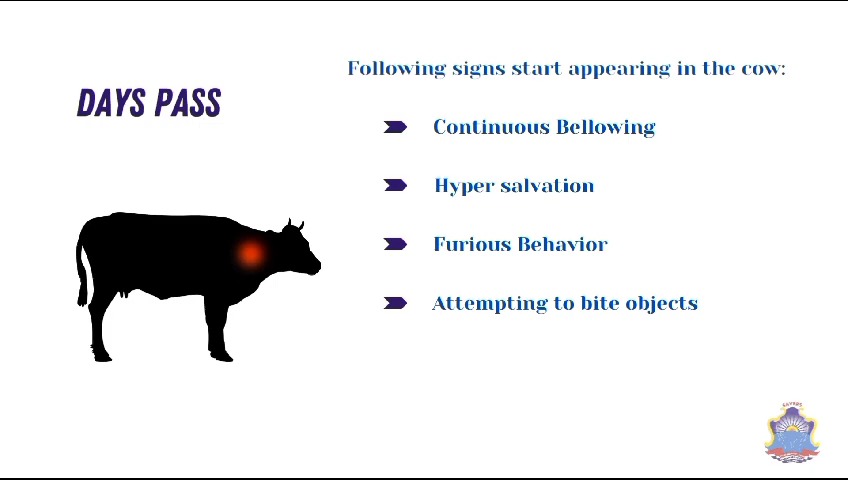 DAYS PASS
Following signs start appearing in the cow:
Continuous Bellowing
Hyper salvation
Furious Behavior
Attempting to bite objects